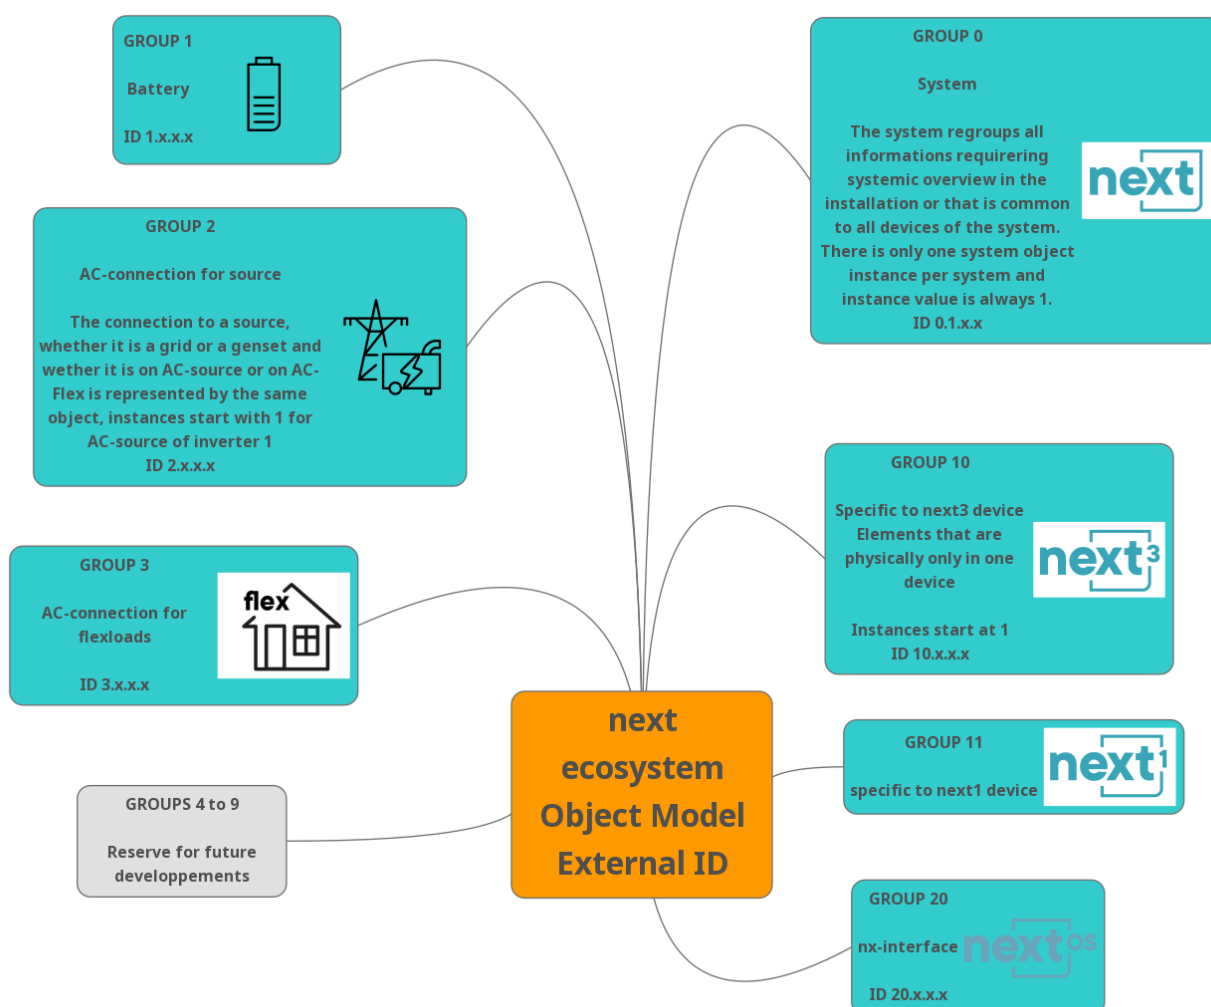 GROUP 1
Battery
ID 1.x.x.x
GROUP 0
System
The system regroups all
informations requirering
systemic overview in the
installation or that is common
to all devices of the system.
There is only one system object
instance per system and
instance value is always 1.
ID 0.1.x.x
next
GROUP 2
AC-connection for source
The connection to a source,
whether it is a grid or a genset and
wether it is on AC-source or on AC-
Flex is represented by the same
object, instances start with 1 for
AC-source of inverter 1
ID 2.x.x.x
GROUP 10
Specific to next3 device
Elements that are
physically only in one
device
Instances start at 1
ID 10.x.x.x
next3
GROUP 3
AC-connection for
flexloads
ID 3.x.x.x
flex
next
ecosystem
Object Model
External ID
GROUP 11
specific to next1 device
next1
GROUPS 4 to 9
Reserve for future
developpements
GROUP 20
nx-interface
ID 20.x.x.x
next OS